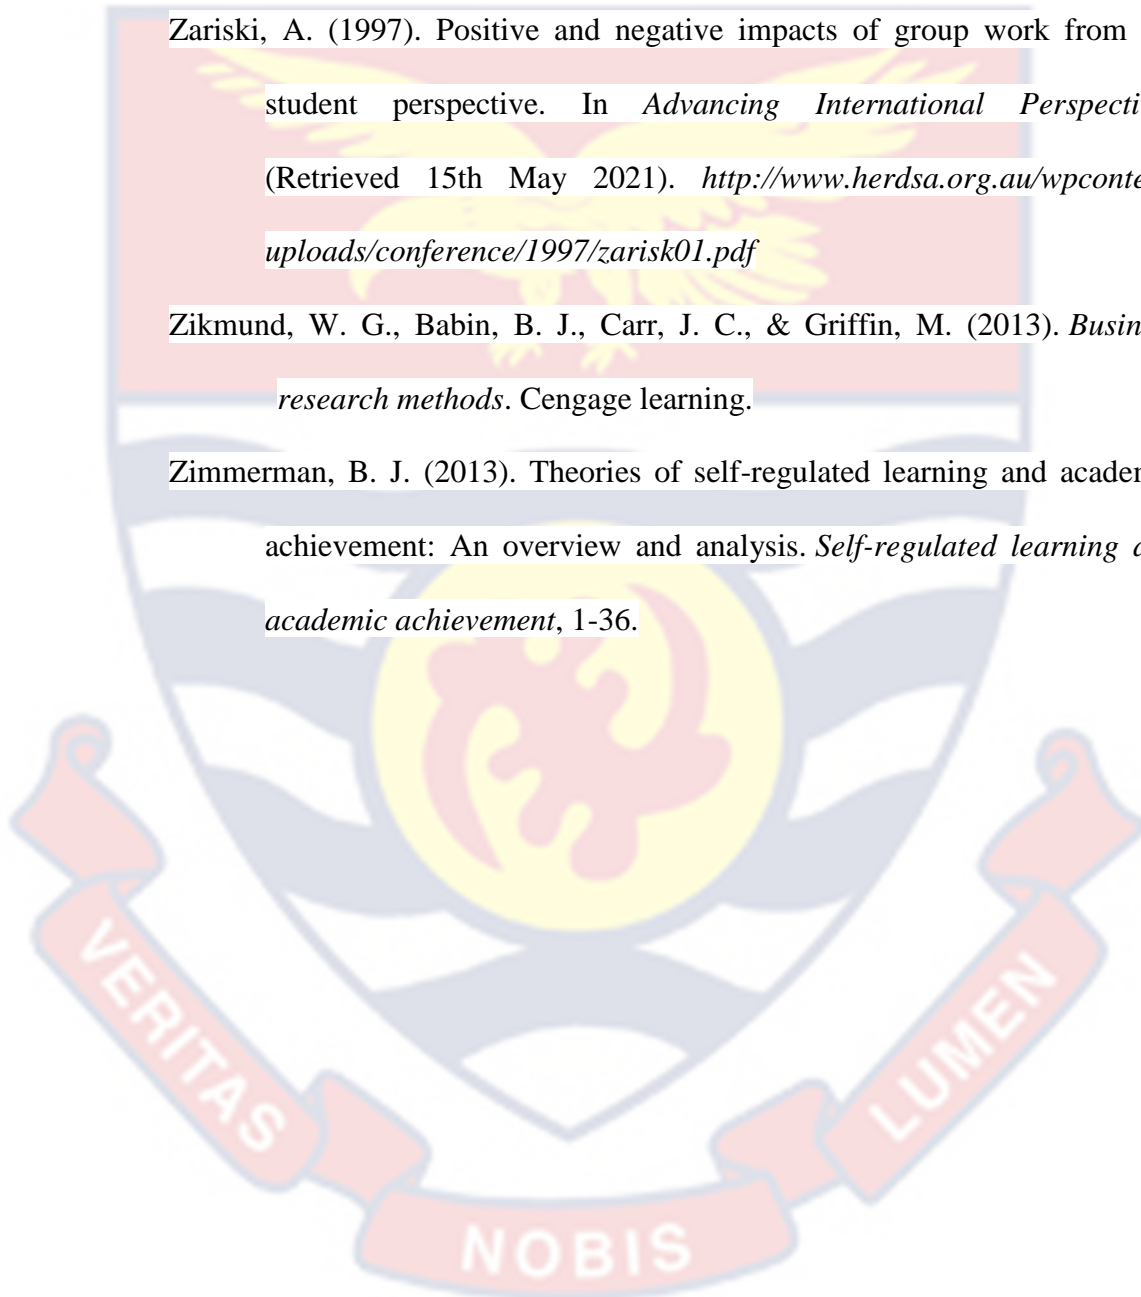 Zariski, A. (1997). Positive and negative impacts of group work from
student perspective. In Advancing International
(Retrieved 15th May 2021). http://www.herdsa.org.au/wpconte
uploads/conference/1997/zarisk01.pdf
Zikmund, W. G., Babin, B. J., Carr, J. C., & Griffin, M. (2013). Busin
research methods. Cengage learning.
Zimmerman, B. J. (2013). Theories of self-regulated learning and acade
achievement: An overview and analysis. Self-regulated learning
academic achievement, 1-36.
VERITAS
NOBIS
LUMEN